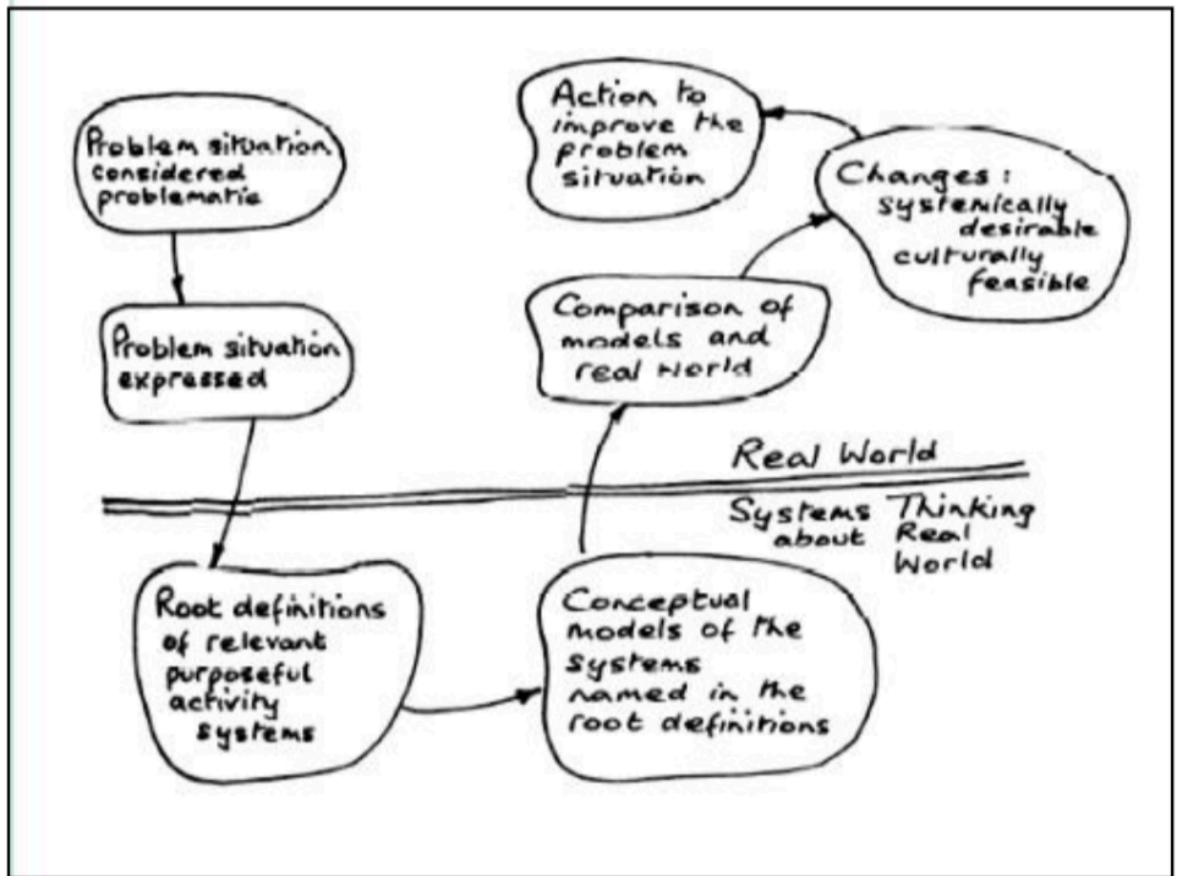 Problem situation
considered
problematic
Problem situation
expressed
Root definitions
of relevant
purposeful
activity
systems
Conceptual
models of the
systems
named in the
root definitions
Comparison of
models and
real world
Changes:
systemically
desirable
culturally
feasible
Action to
improve the
problem
situation
Real World
Systems Thinking
about Real
World